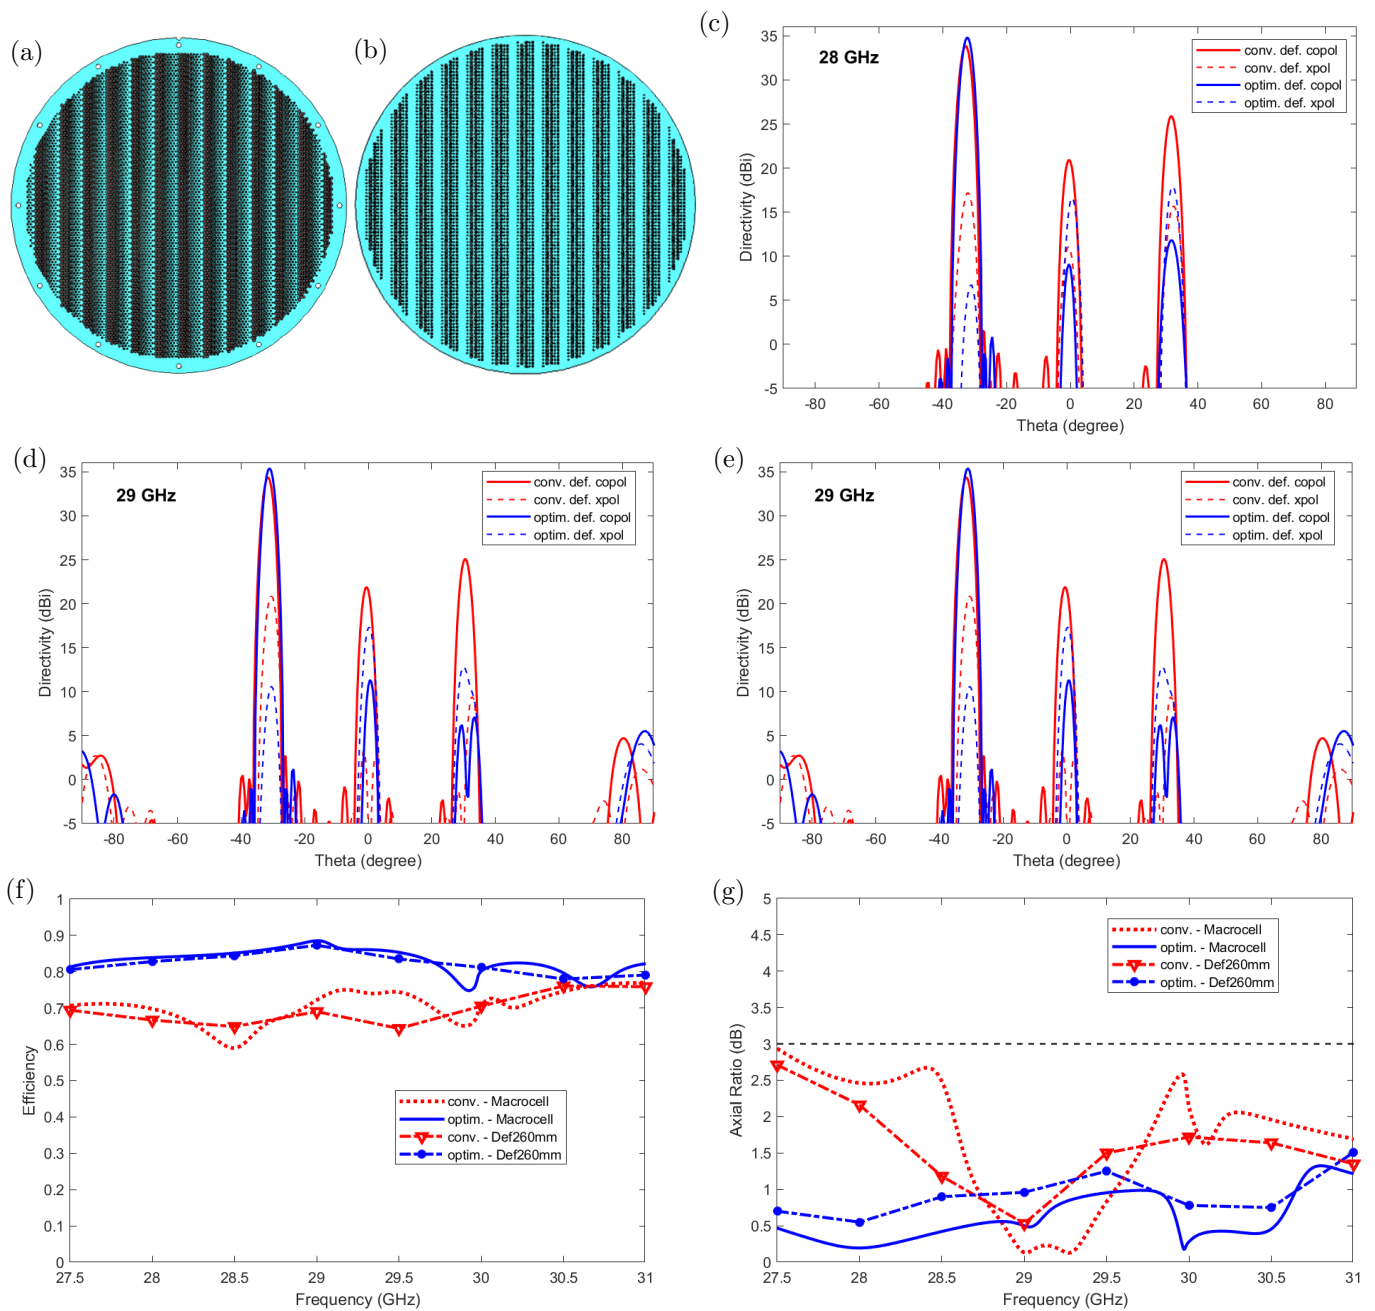 (a)
(b)
(c)
28 GHz
conv. def. copol
conv. def. xpol
optim. def. copol
optim. def. xpol
35
30
25
20
15
10
5
0
-5
Directivity (dBi)
-80 -60 -40 -20 0 20 40 60 80
Theta (degree)
(d)
29 GHz
conv. def. copol
conv. def. xpol
optim. def. copol
optim. def. xpol
35
30
25
20
15
10
5
0
-5
Directivity (dBi)
-80 -60 -40 -20 0 20 40 60 80
Theta (degree)
(e)
29 GHz
conv. def. copol
conv. def. xpol
optim. def. copol
optim. def. xpol
35
30
25
20
15
10
5
0
-5
Directivity (dBi)
-80 -60 -40 -20 0 20 40 60 80
Theta (degree)
(f)
1
0.9
0.8
0.7
0.6
0.5
0.4
0.3
0.2
0.1
0
Efficiency
conv. - Macrocell
optim. - Macrocell
conv. - Def260mm
optim. - Def260mm
27.5 28 28.5 29 29.5 30 30.5 31
Frequency (GHz)
(g)
5
4.5
4
3.5
3
2.5
2
1.5
1
0.5
0
Axial Ratio (dB)
conv. - Macrocell
optim. - Macrocell
conv. - Def260mm
optim. - Def260mm
27.5 28 28.5 29 29.5 30 30.5 31
Frequency (GHz)